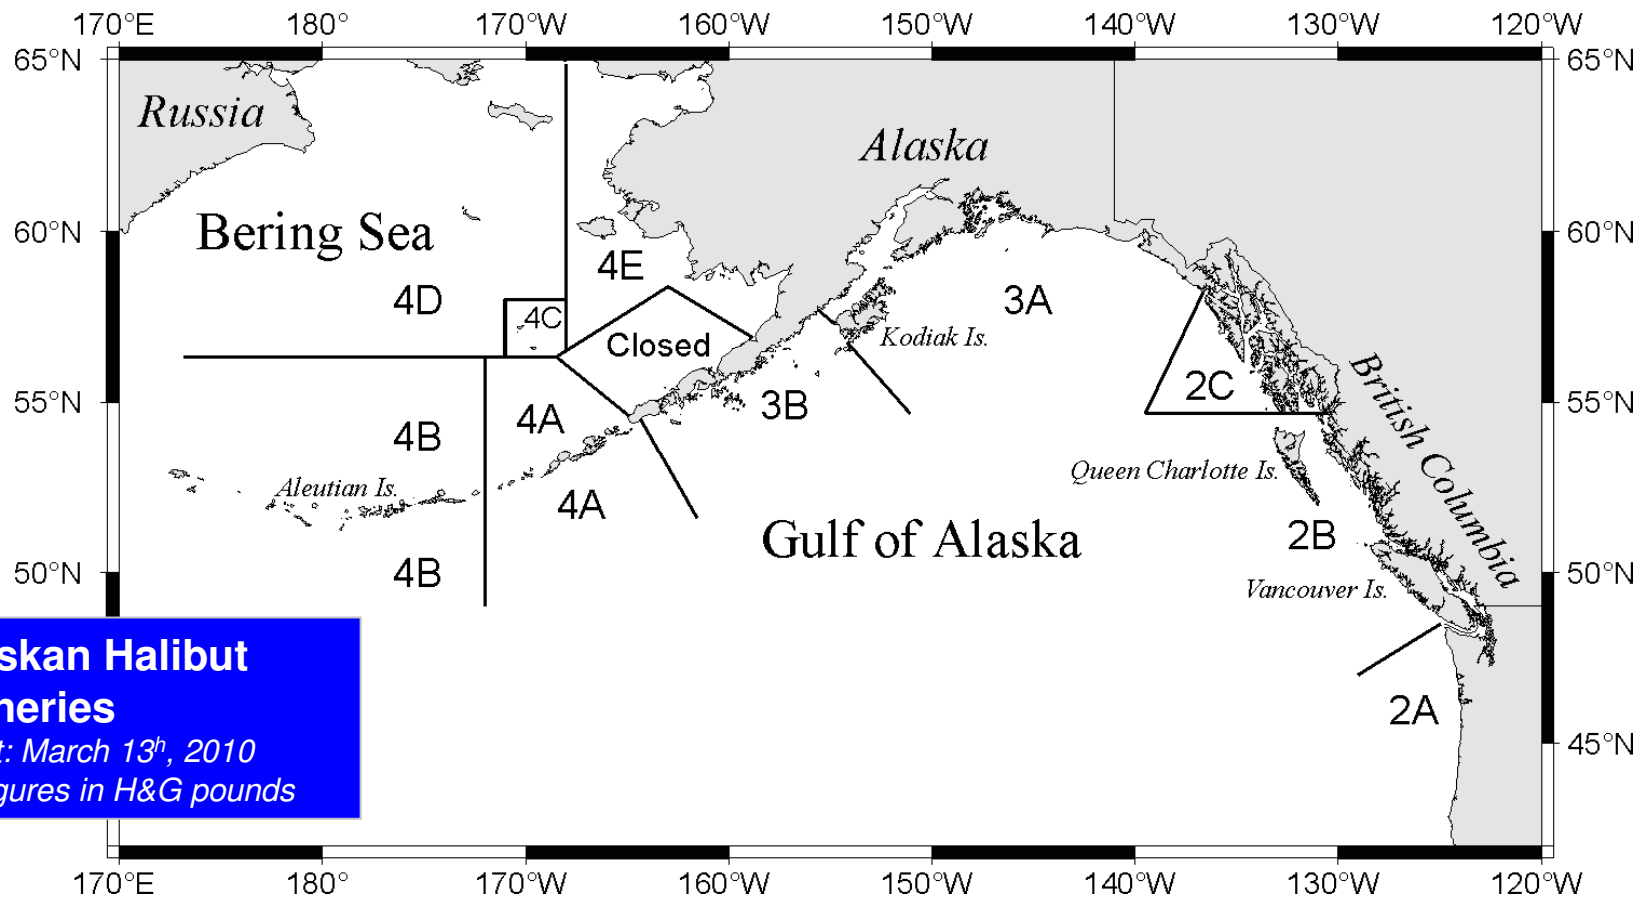 170°E 180° 170°W 160°W 150°W 140°W 130°W 120°W
65°N 65°N
Russia
Alaska
60°N 60°N
Bering Sea
4E
4D
4C
3A
Closed
Kodiak Is.
British Columbia
2C
55°N 55°N
3B
4A
4B
Queen Charlotte Is.
Aleutian Is.
4A
Gulf of Alaska
2B
50°N 50°N
4B
Vancouver Is.
skan Halibut
neries
t: March 13h, 2010
gures in H&G pounds
2A
45°N
170°E 180° 170°W 160°W 150°W 140°W 130°W 120°W